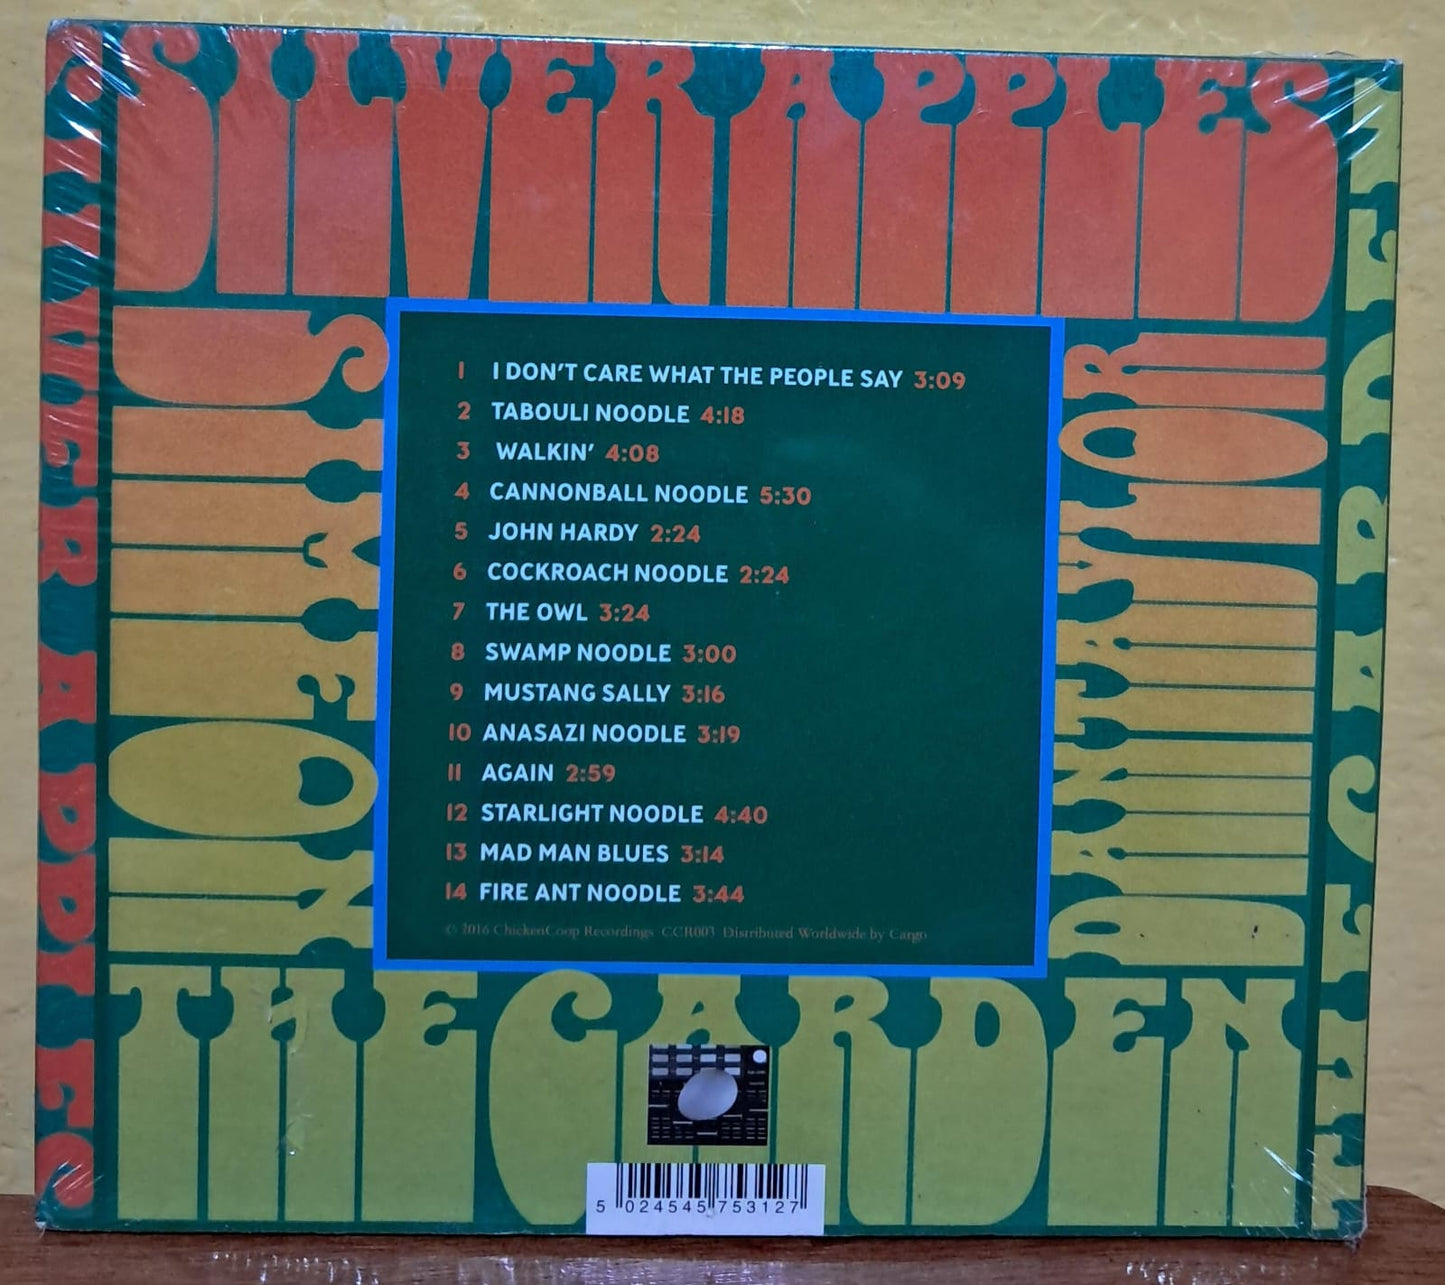 SILVER APPLES
SILVER APPLES
SIMEON
DAN TAYLOR
THE GARDEN
1 I DON'T CARE WHAT THE PEOPLE SAY 3:09
2 TABOULI NOODLE 4:18
3 WALKIN' 4:08
4 CANNONBALL NOODLE 5:30
5 JOHN HARDY 2:24
6 COCKROACH NOODLE 2:24
7 THE OWL 3:24
8 SWAMP NOODLE 3:00
9 MUSTANG SALLY 3:16
10 ANASAZI NOODLE 3:19
11 AGAIN 2:59
12 STARLIGHT NOODLE 4:40
13 MAD MAN BLUES 3:14
14 FIRE ANT NOODLE 3:44
© 2016 ChickenCoop Recordings CCR003 Distributed Worldwide by Cargo
THE GARDEN
5 024545 753127